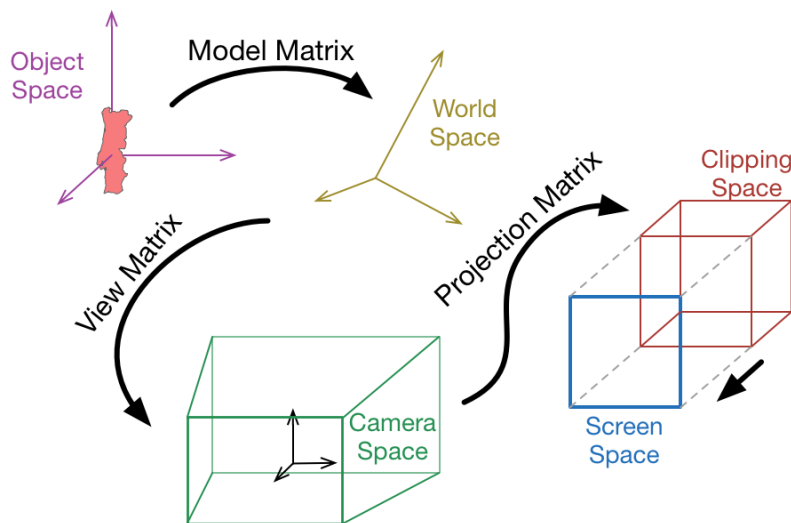 Object
Space
Model Matrix
World
Space
Clipping
Space
View Matrix
Projection Matrix
Camera
Space
Screen
Space